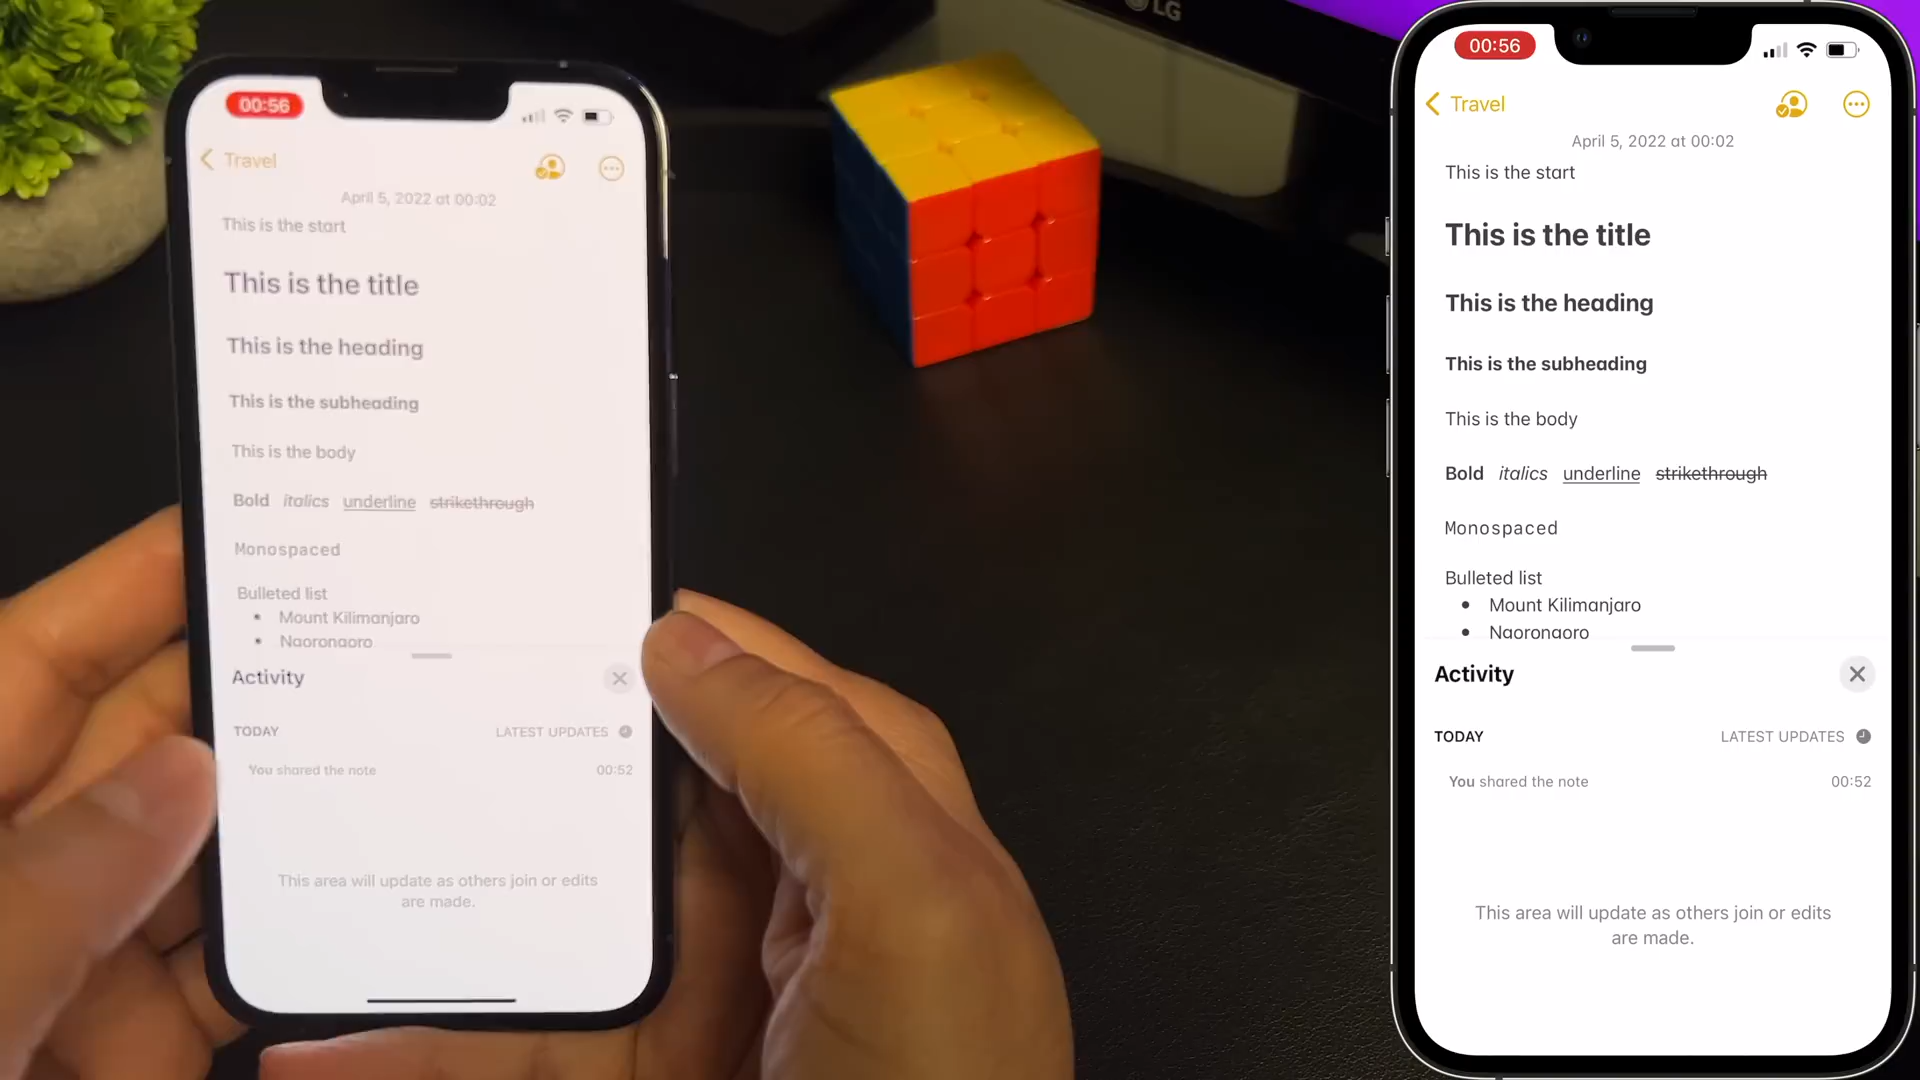 LG
00:56
Travel
April 5, 2022 at 00:02
This is the start
This is the title
This is the heading
This is the subheading
This is the body
Bold italics underline strikethrough
Monospaced
Bulleted list
• Mount Kilimanjaro
• Ngorongoro
Activity
TODAY LATEST UPDATES
You shared the note 00:52
This area will update as others join or edits
are made.
00:56
Travel
April 5, 2022 at 00:02
This is the start
This is the title
This is the heading
This is the subheading
This is the body
Bold italics underline strikethrough
Monospaced
Bulleted list
• Mount Kilimanjaro
• Ngorongoro
Activity
TODAY LATEST UPDATES
You shared the note 00:52
This area will update as others join or edits
are made.